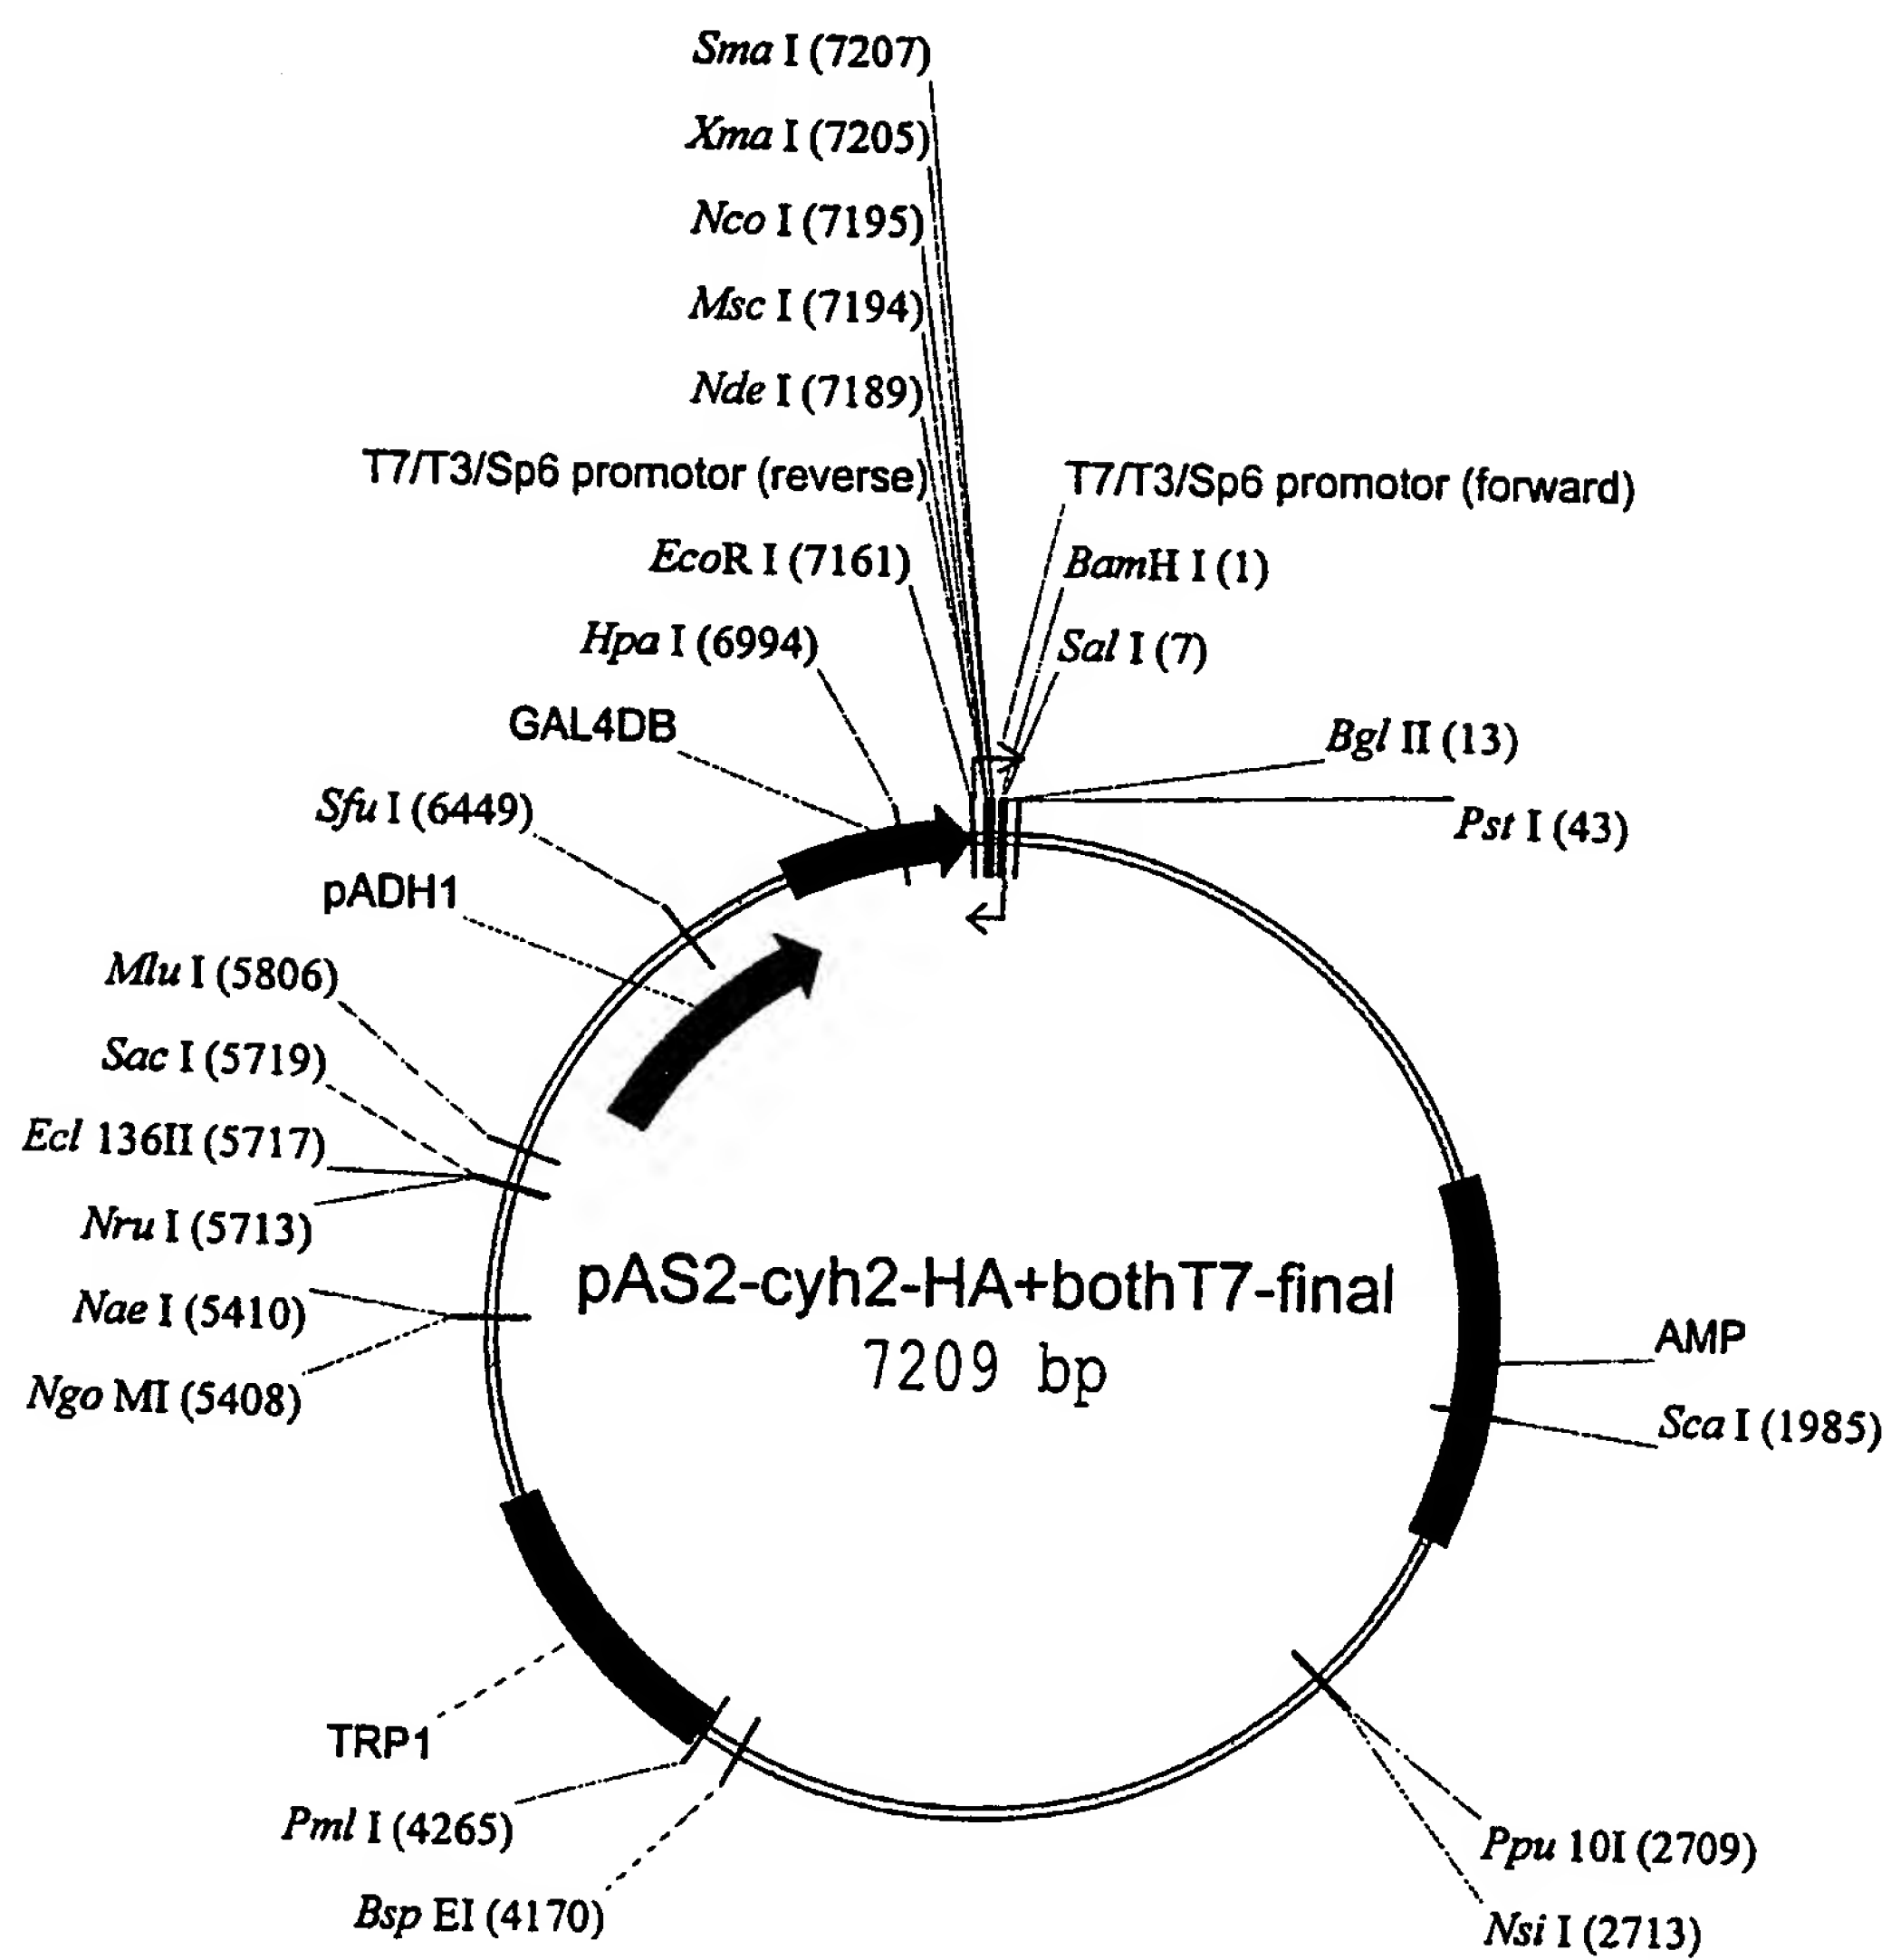 Sma I (7207)
Xma I (7205)
Nco I (7195)
Msc I (7194)
Nde I (7189)
T7/T3/Sp6 promotor (reverse)
T7/T3/Sp6 promotor (forward)
EcoR I (7161)
BamH I (1)
Hpa I (6994)
Sal I (7)
GAL4DB
Bgl II (13)
Sfu I (6449)
Pst I (43)
pADH1
Mlu I (5806)
Sac I (5719)
Ecl 136II (5717)
Nru I (5713)
pAS2-cyh2-HA+bothT7-final
7209 bp
Nae I (5410)
Ngo MI (5408)
AMP
Sca I (1985)
TRP1
Pml I (4265)
Bsp EI (4170)
Ppu 10I (2709)
Nsi I (2713)